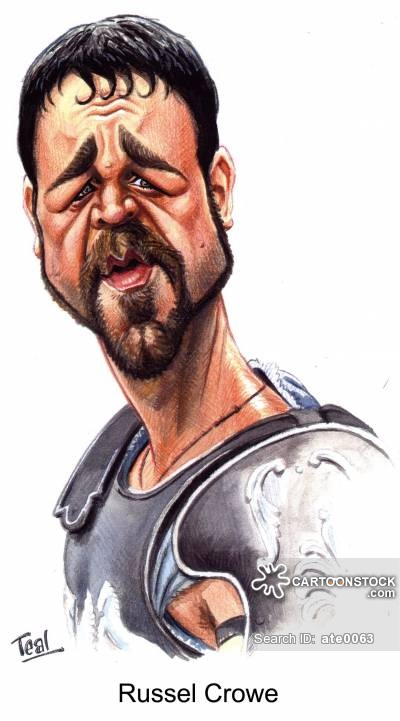 CARTOONSTOCK
.com
Search ID: ate0063
Teal
Russel Crowe